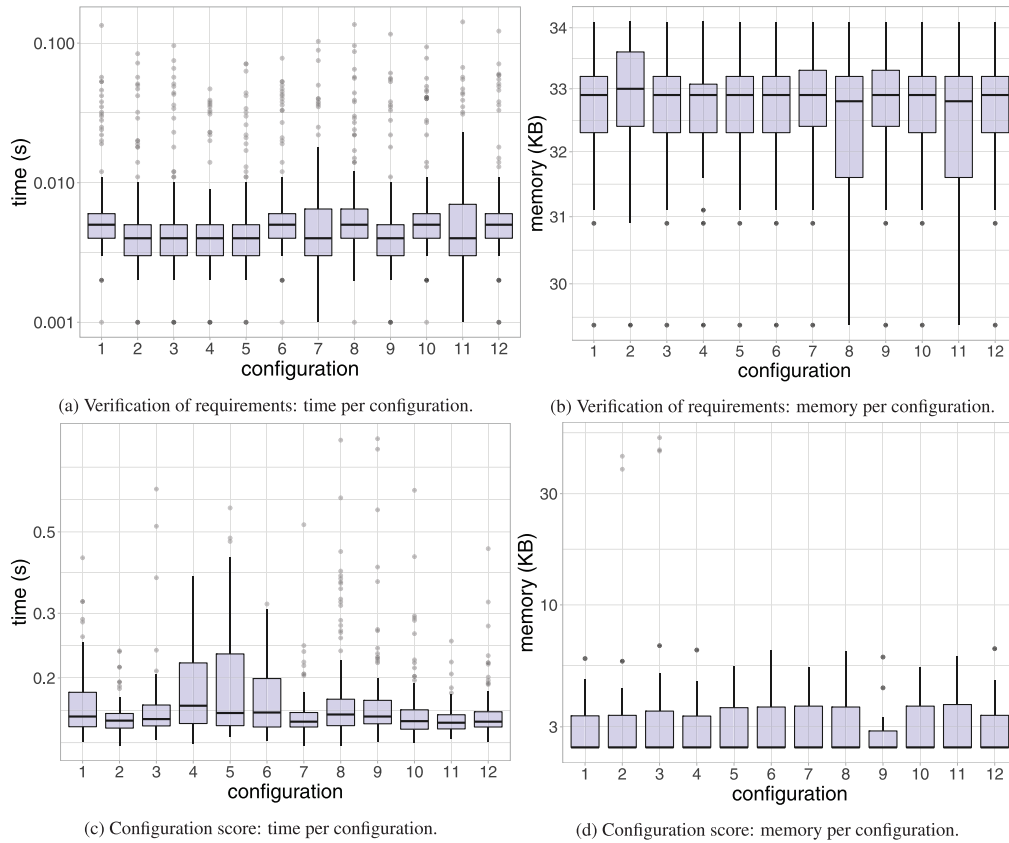 0.100
0.010
0.001
time (s)
1 2 3 4 5 6 7 8 9 10 11 12
configuration
(a) Verification of requirements: time per configuration.
34
33
32
31
30
memory (KB)
1 2 3 4 5 6 7 8 9 10 11 12
configuration
(b) Verification of requirements: memory per configuration.
0.5
0.3
0.2
time (s)
1 2 3 4 5 6 7 8 9 10 11 12
configuration
(c) Configuration score: time per configuration.
30
10
3
memory (KB)
1 2 3 4 5 6 7 8 9 10 11 12
configuration
(d) Configuration score: memory per configuration.